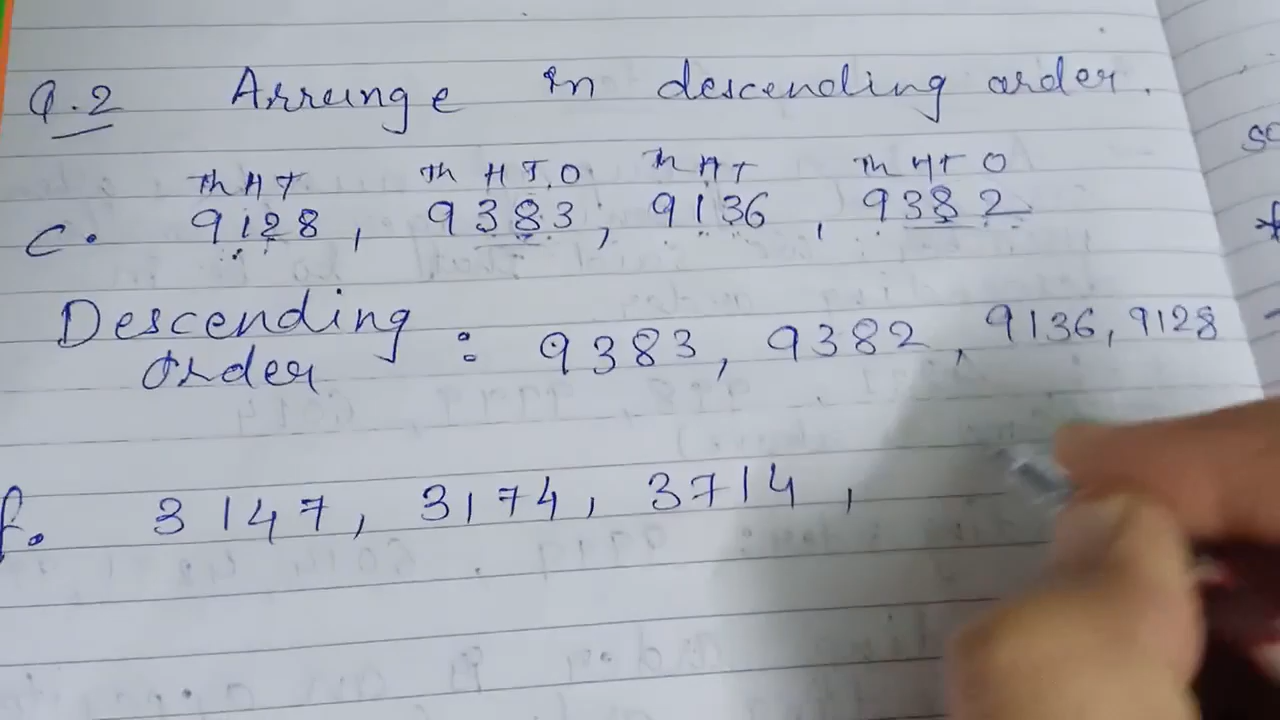 Q.2 Arrange in descending order.
Th H T Th H T.O Th H T Th H T O
c. 9128, 9383, 9136, 9382
Descending order : 9383, 9382, 9136, 9128
f. 3147, 3174, 3714,